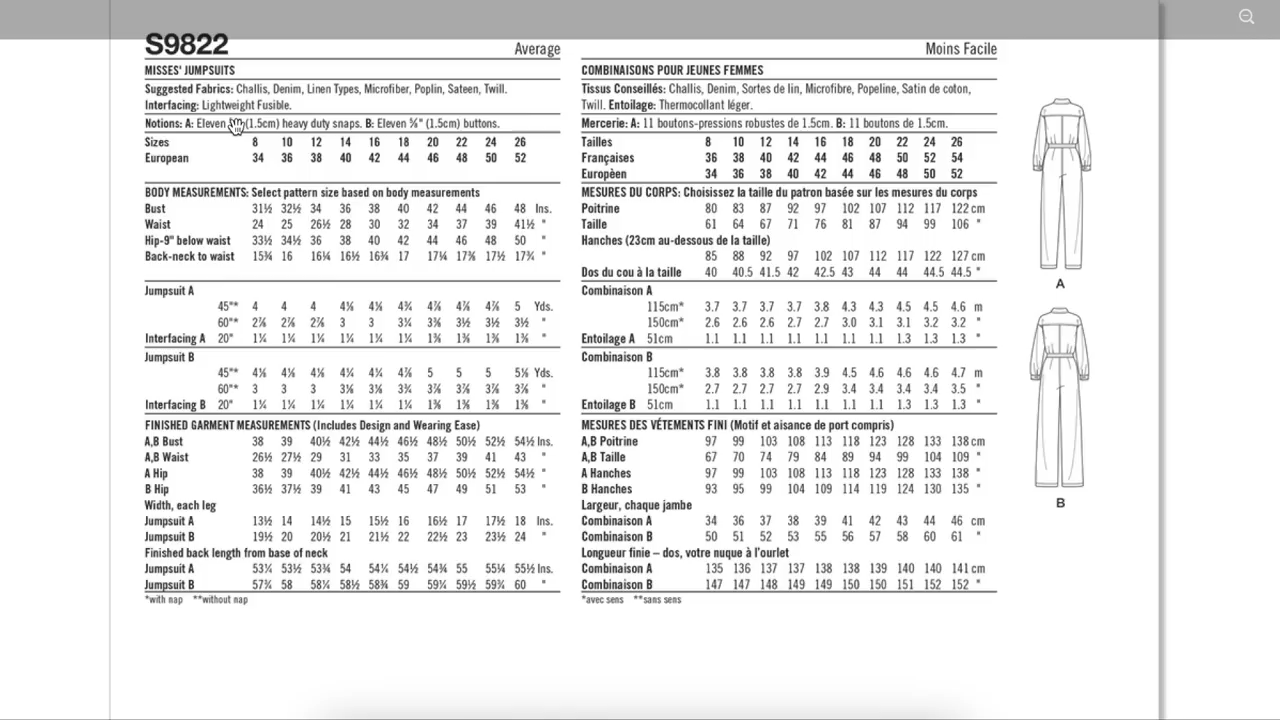 S9822
Average
MISSES' JUMPSUITS
Suggested Fabrics: Challis, Denim, Linen Types, Microfiber, Poplin, Sateen, Twill.
Interfacing: Lightweight Fusible.
Notions: A: Eleven (1.5cm) heavy duty snaps. B: Eleven ⅝" (1.5cm) buttons.
Sizes 8 10 12 14 16 18 20 22 24 26
European 34 36 38 40 42 44 46 48 50 52
BODY MEASUREMENTS: Select pattern size based on body measurements
Bust 31½ 32½ 34 36 38 40 42 44 46 48 Ins.
Waist 24 25 26½ 28 30 32 34 37 39 41½ "
Hip-9" below waist 33½ 34½ 36 38 40 42 44 46 48 50 "
Back-neck to waist 15¾ 16 16¼ 16½ 16¾ 17 17¼ 17⅜ 17½ 17¾ "
Jumpsuit A
45"* 4 4 4 4⅛ 4⅛ 4¾ 4⅞ 4⅞ 5 Yds.
60"* 2⅞ 2⅞ 2⅞ 3 3 3¼ 3⅜ 3½ 3½ 3½ "
Interfacing A 20" 1¼ 1¼ 1¼ 1¼ 1¼ 1¼ 1⅜ 1⅜ 1⅜ 1⅜ "
Jumpsuit B
45"* 4⅛ 4⅛ 4⅛ 4¼ 4¼ 4⅞ 5 5 5 5⅛ Yds.
60"* 3 3 3 3⅛ 3⅛ 3¾ 3⅞ "
Interfacing B 20" 1¼ 1¼ 1¼ 1¼ 1¼ 1⅜ 1⅜ 1⅜ 1⅜ "
FINISHED GARMENT MEASUREMENTS (Includes Design and Wearing Ease)
A,B Bust 38 39 40½ 42½ 44½ 46½ 48½ 50½ 52½ 54½ Ins.
A,B Waist 26½ 27½ 29 31 33 35 37 39 41 43 "
A Hip 38 39 40½ 42½ 44½ 46½ 48½ 50½ 52½ 54½ "
B Hip 36½ 37½ 39 41 43 45 47 49 51 53 "
Width, each leg
Jumpsuit A 13½ 14 14½ 15 15½ 16 16½ 17 17½ 18 Ins.
Jumpsuit B 19½ 20 20½ 21 21½ 22 22½ 23 23½ 24 "
Finished back length from base of neck
Jumpsuit A 53¼ 53½ 53¾ 54 54¼ 54½ 54¾ 55 55¼ 55½ Ins.
Jumpsuit B 57¾ 58 58¼ 58½ 58¾ 59 59¼ 59½ 59¾ 60 "
*with nap **without nap
Moins Facile
COMBINAISONS POUR JEUNES FEMMES
Tissus Conseillés: Challis, Denim, Sortes de lin, Microfibre, Popeline, Satin de coton,
Twill. Entoilage: Thermocollant léger.
Mercerie: A: 11 boutons-pressions robustes de 1.5cm. B: 11 boutons de 1.5cm.
Tailles 8 10 12 14 16 18 20 22 24 26
Françaises 36 38 40 42 44 46 48 50 52 54
Europèen 34 36 38 40 42 44 46 48 50 52
MESURES DU CORPS: Choisissez la taille du patron basée sur les mesures du corps
Poitrine 80 83 87 92 97 102 107 112 117 122 cm
Taille 61 64 67 71 76 81 87 94 99 106 "
Hanches (23cm au-dessous de la taille)
85 88 92 97 102 107 112 117 122 127 cm
Dos du cou à la taille 40 40.5 41.5 42 42.5 43 44 44 44.5 44.5 "
Combinaison A
115cm* 3.7 3.7 3.7 3.7 3.8 4.3 4.3 4.5 4.5 4.6 m
150cm* 2.6 2.6 2.6 2.7 2.7 3.0 3.1 3.1 3.2 3.2 "
Entoilage A 51cm 1.1 1.1 1.1 1.1 1.1 1.1 1.1 1.3 1.3 1.3 "
Combinaison B
115cm* 3.8 3.8 3.8 3.8 3.9 4.5 4.6 4.6 4.6 4.7 m
150cm* 2.7 2.7 2.7 2.7 2.9 3.4 3.4 3.4 3.4 3.5 "
Entoilage B 51cm 1.1 1.1 1.1 1.1 1.1 1.1 1.1 1.3 1.3 1.3 "
MESURES DES VÉTEMENTS FINI (Motif et aisance de port compris)
A,B Poitrine 97 99 103 108 113 118 123 128 133 138 cm
A,B Taille 67 70 74 79 84 89 94 99 104 109 "
A Hanches 97 99 103 108 113 118 123 128 133 138 "
B Hanches 93 95 99 104 109 114 119 124 130 135 "
Largeur, chaque jambe
Combinaison A 34 36 37 38 39 41 42 43 44 46 cm
Combinaison B 50 51 52 53 55 56 57 58 60 61 "
Longueur finie – dos, votre nuque à l'ourlet
Combinaison A 135 136 137 137 138 138 139 140 140 141 cm
Combinaison B 147 147 148 149 149 150 150 151 152 152 "
*avec sens **sans sens
A
B